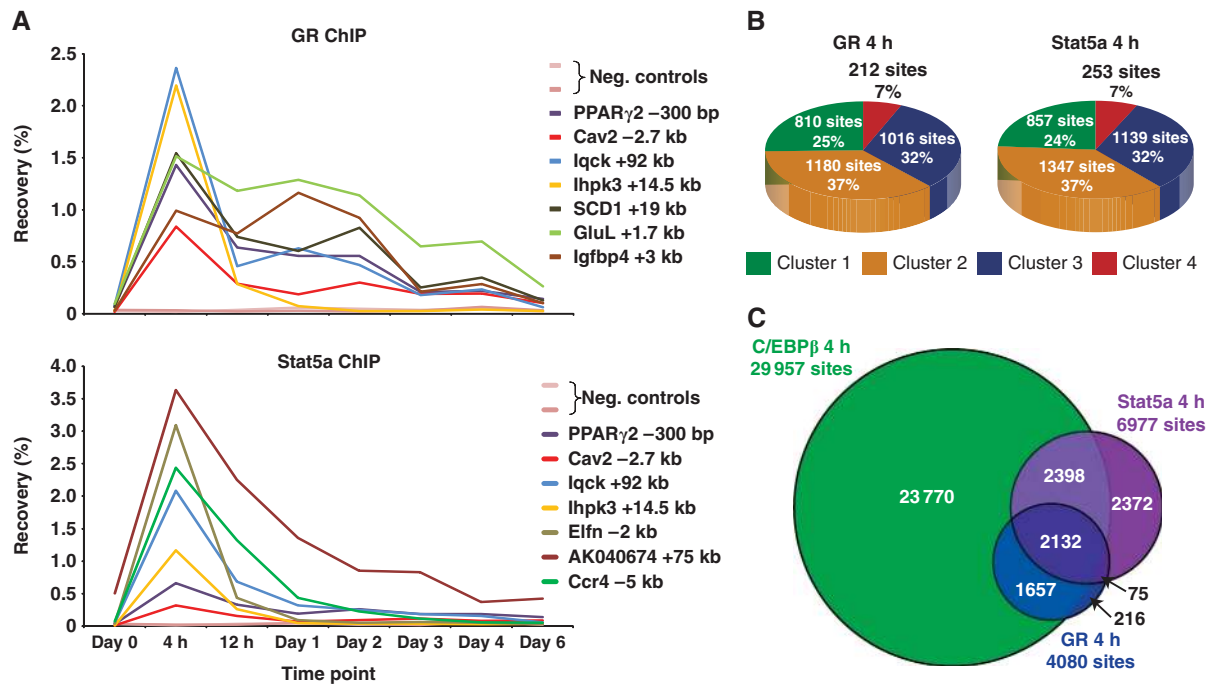 A
GR ChIP
2.5
2.0
1.5
1.0
0.5
0
Recovery (%)
Neg. controls
PPARγ2 –300 bp
Cav2 –2.7 kb
Iqck +92 kb
Ihpk3 +14.5 kb
SCD1 +19 kb
GluL +1.7 kb
Igfbp4 +3 kb
Stat5a ChIP
4.0
3.5
3.0
2.5
2.0
1.5
1.0
0.5
0
Recovery (%)
Day 0 4 h 12 h Day 1 Day 2 Day 3 Day 4 Day 6
Time point
Neg. controls
PPARγ2 –300 bp
Cav2 –2.7 kb
Iqck +92 kb
Ihpk3 +14.5 kb
Elfn –2 kb
AK040674 +75 kb
Ccr4 –5 kb
B
GR 4 h
212 sites
7%
810 sites
25%
1016 sites
32%
1180 sites
37%
Stat5a 4 h
253 sites
7%
857 sites
24%
1139 sites
32%
1347 sites
37%
Cluster 1 Cluster 2 Cluster 3 Cluster 4
C
C/EBPβ 4 h
29 957 sites
Stat5a 4 h
6977 sites
23 770
2398
2372
2132
1657
75
216
GR 4 h
4080 sites